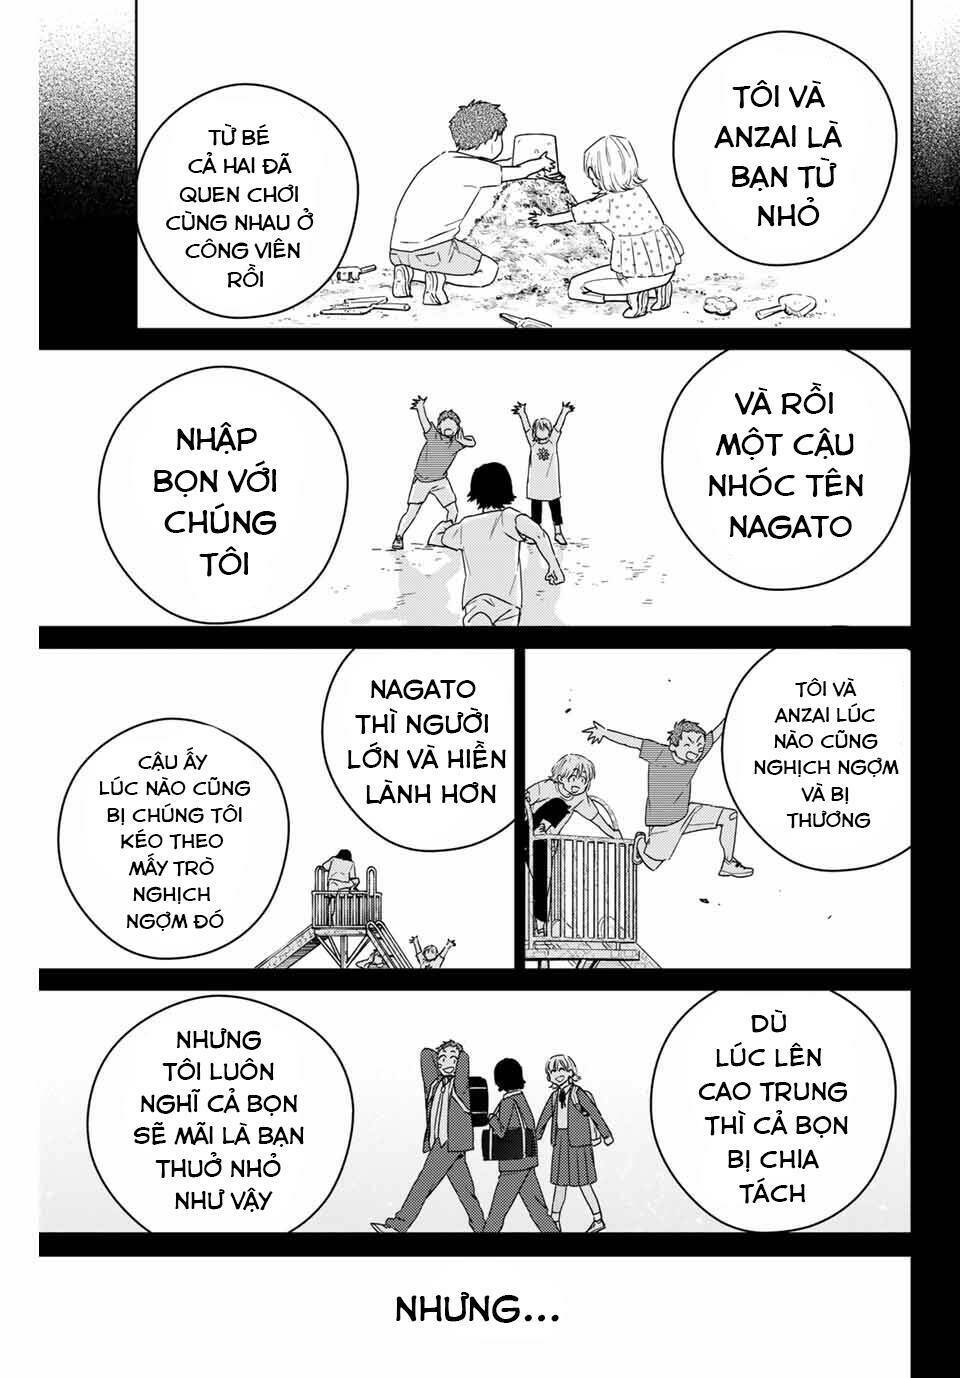 TÔI VÀ
ANZAI LÀ
BẠN TỪ
NHỎ
TỪ BÉ
CẢ HAI ĐÃ
QUEN CHƠI
CÙNG NHAU Ở
CÔNG VIÊN
RỒI
VÀ RỒI
MỘT CẬU
NHÓC TÊN
NAGATO
NHẬP
BỌN VỚI
CHÚNG
TÔI
TÔI VÀ
ANZAI LÚC
NÀO CŨNG
NGHỊCH NGỢM
VÀ BỊ
THƯƠNG
NAGATO
THÌ NGƯỜI
LỚN VÀ HIỀN
LÀNH HƠN
CẬU ẤY
LÚC NÀO CŨNG
BỊ CHÚNG TÔI
KÉO THEO
MẤY TRÒ
NGHỊCH
NGỢM ĐÓ
DÙ
LÚC LÊN
CAO TRUNG
THÌ CẢ BỌN
BỊ CHIA
TÁCH
NHƯNG
TÔI LUÔN
NGHĨ CẢ BỌN
SẼ MÃI LÀ BẠN
THUỞ NHỎ
NHƯ VẬY
NHƯNG...